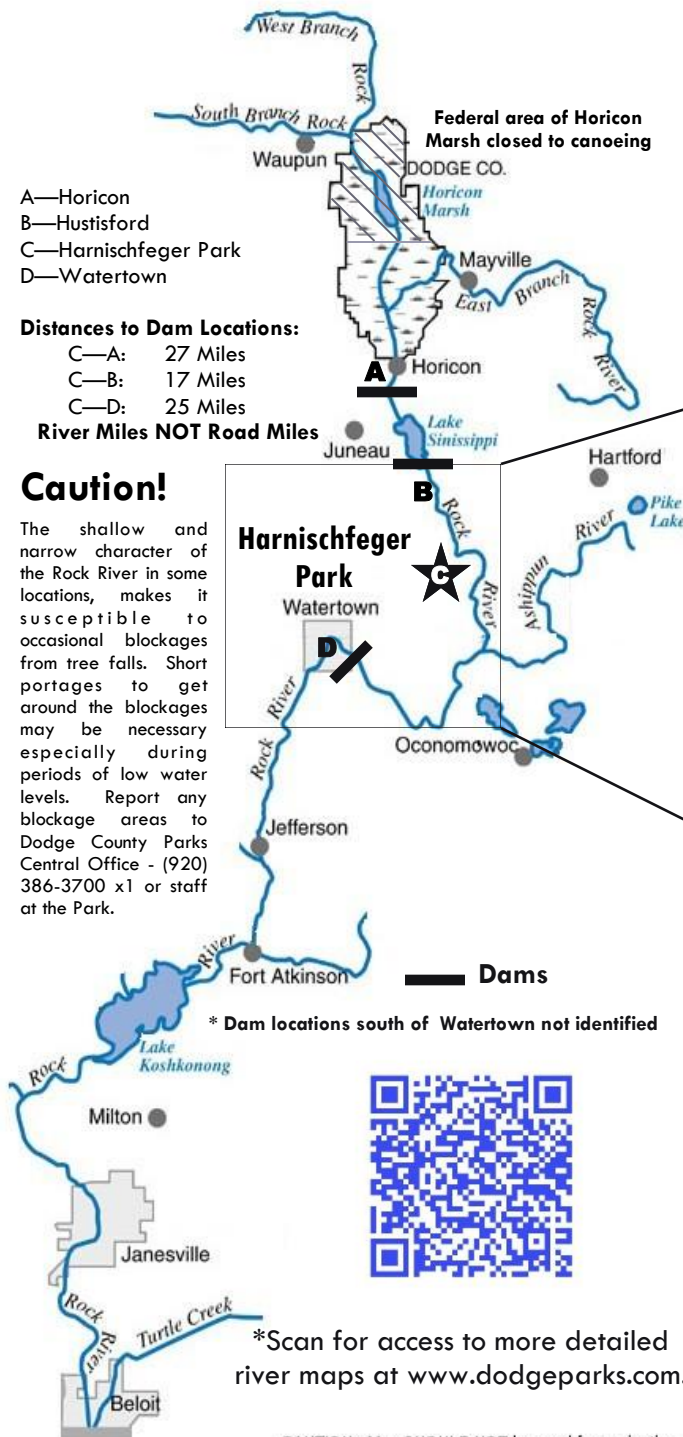 West Branch
Rock
South Branch Rock
Federal area of Horicon
Marsh closed to canoeing
Waupun
DODGE CO.
Horicon
Marsh
A—Horicon
B—Hustisford
C—Harnischfeger Park
D—Watertown
Mayville
East Branch
Rock
River
Distances to Dam Locations:
C—A: 27 Miles
C—B: 17 Miles
C—D: 25 Miles
River Miles NOT Road Miles
A
Horicon
Lake
Sinissippi
Juneau
B
Hartford
Pike
Lake
Caution!
The shallow and
narrow character of
the Rock River in some
locations, makes it
susceptible to
occasional blockages
from tree falls. Short
portages to get
around the blockages
may be necessary
especially during
periods of low water
levels. Report any
blockage areas to
Dodge County Parks
Central Office - (920)
386-3700 x1 or staff
at the Park.
Harnischfeger
Park
C
Rock
River
Ashippun
River
Watertown
D
Rock
River
Oconomowoc
Jefferson
River
Fort Atkinson
Dams
* Dam locations south of Watertown not identified
Lake
Koshkonong
Rock
Milton
Janesville
Rock
River
Turtle Creek
Beloit
*Scan for access to more detailed
river maps at www.dodgeparks.com.